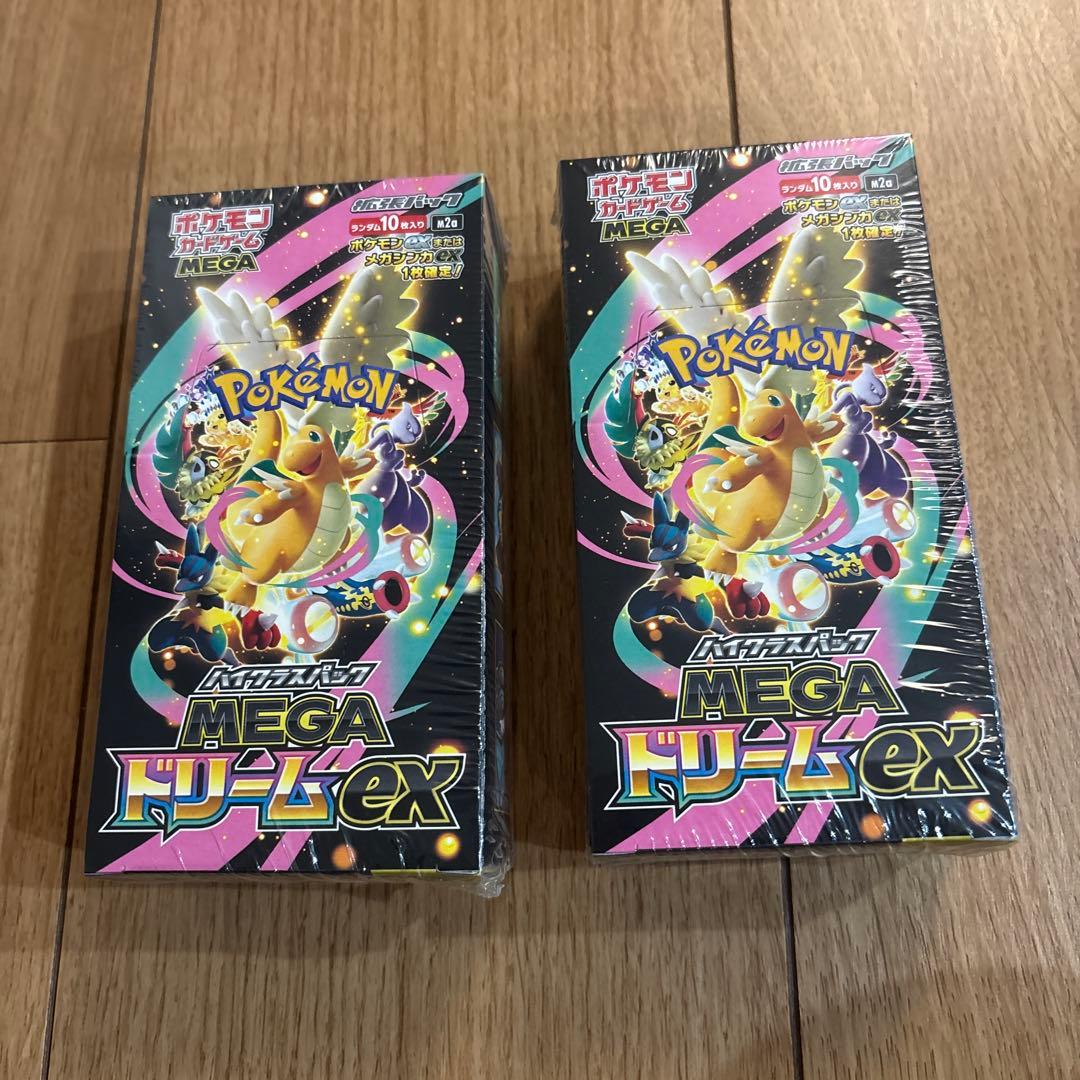 ポケモン
カードゲーム
MEGA
拡張パック
ランダム10枚入り M2a
ポケモンexまたは
メガシンカex
1枚確定!
POKéMON
ハイクラスパック
MEGA
ドリームex
ポケモン
カードゲーム
MEGA
拡張パック
ランダム10枚入り M2a
ポケモンexまたは
メガシンカex
1枚確定!
POKéMON
ハイクラスパック
MEGA
ドリームex